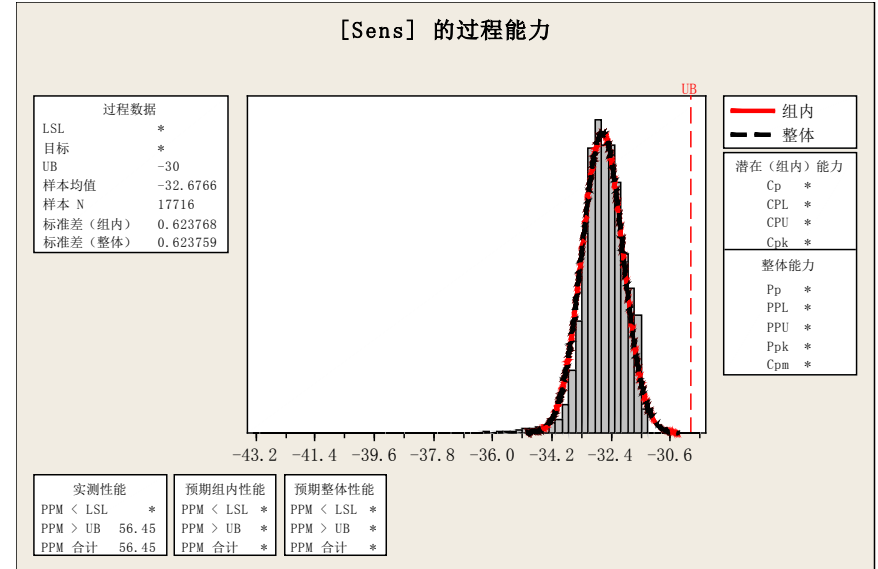 [Sens] 的过程能力
UB
过程数据
LSL *
目标 *
UB -30
样本均值 -32.6766
样本 N 17716
标准差（组内） 0.623768
标准差（整体） 0.623759
组内
整体
潜在（组内）能力
Cp *
CPL *
CPU *
Cpk *
整体能力
Pp *
PPL *
PPU *
Ppk *
Cpm *
-43.2 -41.4 -39.6 -37.8 -36.0 -34.2 -32.4 -30.6
实测性能
PPM < LSL *
PPM > UB 56.45
PPM 合计 56.45
预期组内性能
PPM < LSL *
PPM > UB *
PPM 合计 *
预期整体性能
PPM < LSL *
PPM > UB *
PPM 合计 *